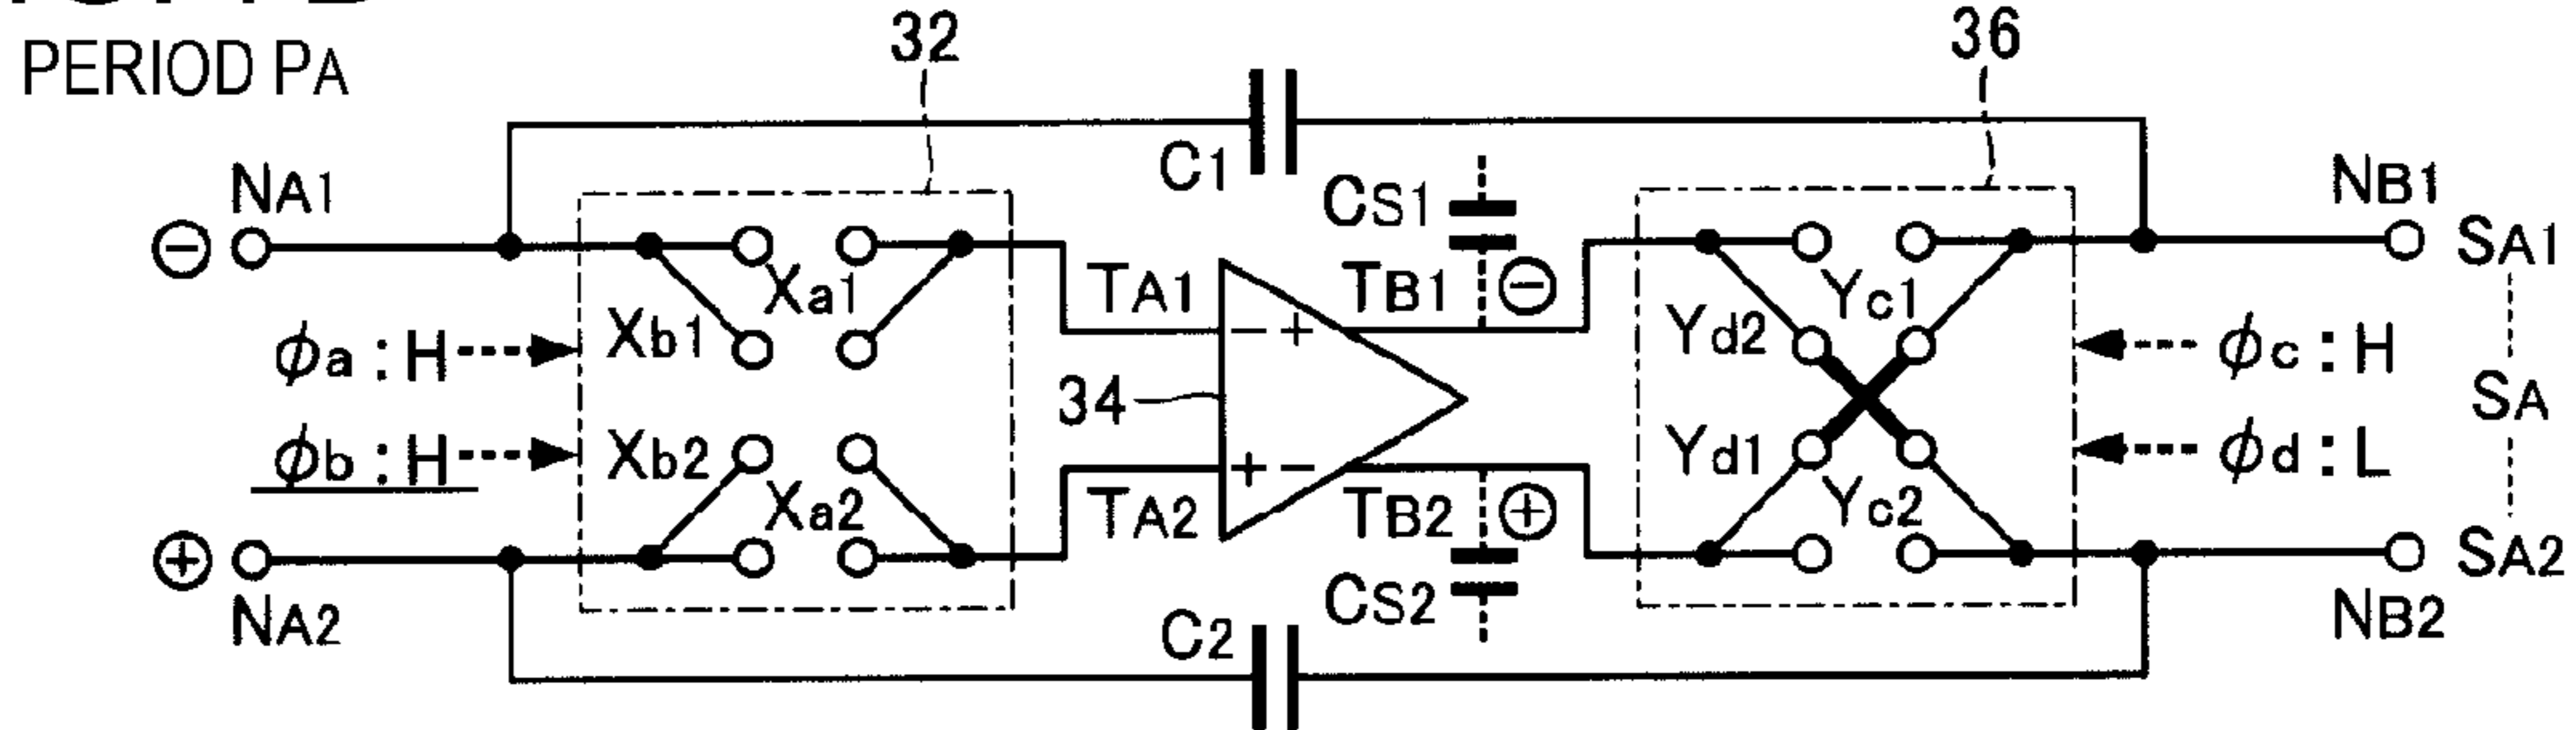 PERIOD PA
32
36
C1
CS1
NA1
NB1
⊖
SA1
TA1
TB1
⊖
Xa1
Xb1
Yc1
Yd2
ϕa : H
ϕc : H
− +
34
SA
ϕb : H
Xb2
Xa2
+ −
Yd1
Yc2
ϕd : L
TA2
TB2
⊕
⊕
SA2
NA2
C2
CS2
NB2